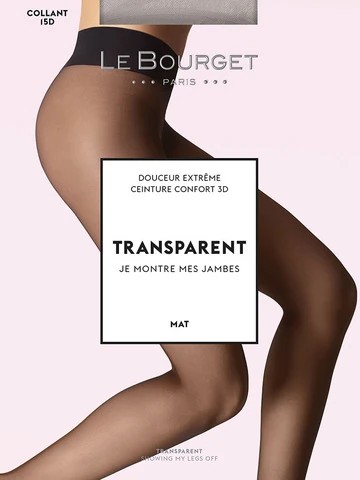 COLLANT
15D
LE BOURGET
PARIS
DOUCEUR EXTRÊME
CEINTURE CONFORT 3D
TRANSPARENT
JE MONTRE MES JAMBES
MAT
TRANSPARENT
SHOWING MY LEGS OFF